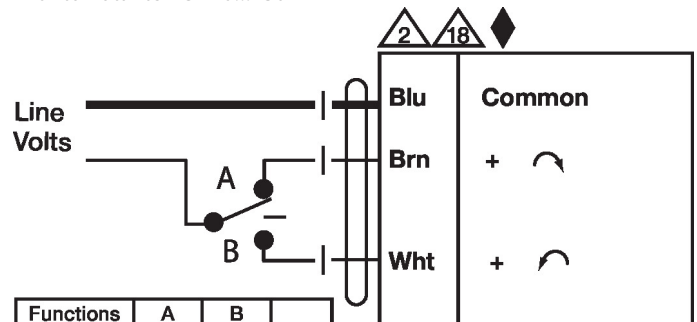 2 18
Blu Common
Line
Volts
Brn +
A
B
Wht +
Functions A B